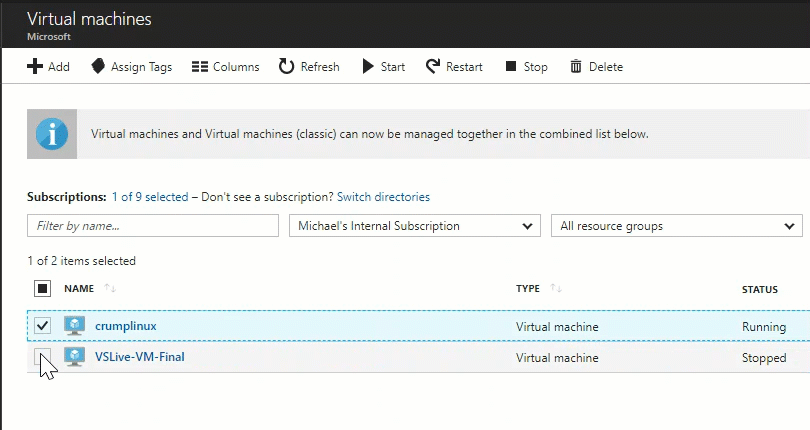 Virtual machines
Microsoft
Add Assign Tags Columns Refresh Start Restart Stop Delete
Virtual machines and Virtual machines (classic) can now be managed together in the combined list below.
Subscriptions: 1 of 9 selected – Don't see a subscription? Switch directories
Filter by name... Michael's Internal Subscription All resource groups
1 of 2 items selected
NAME TYPE STATUS
crumplinux Virtual machine Running
VSLive-VM-Final Virtual machine Stopped